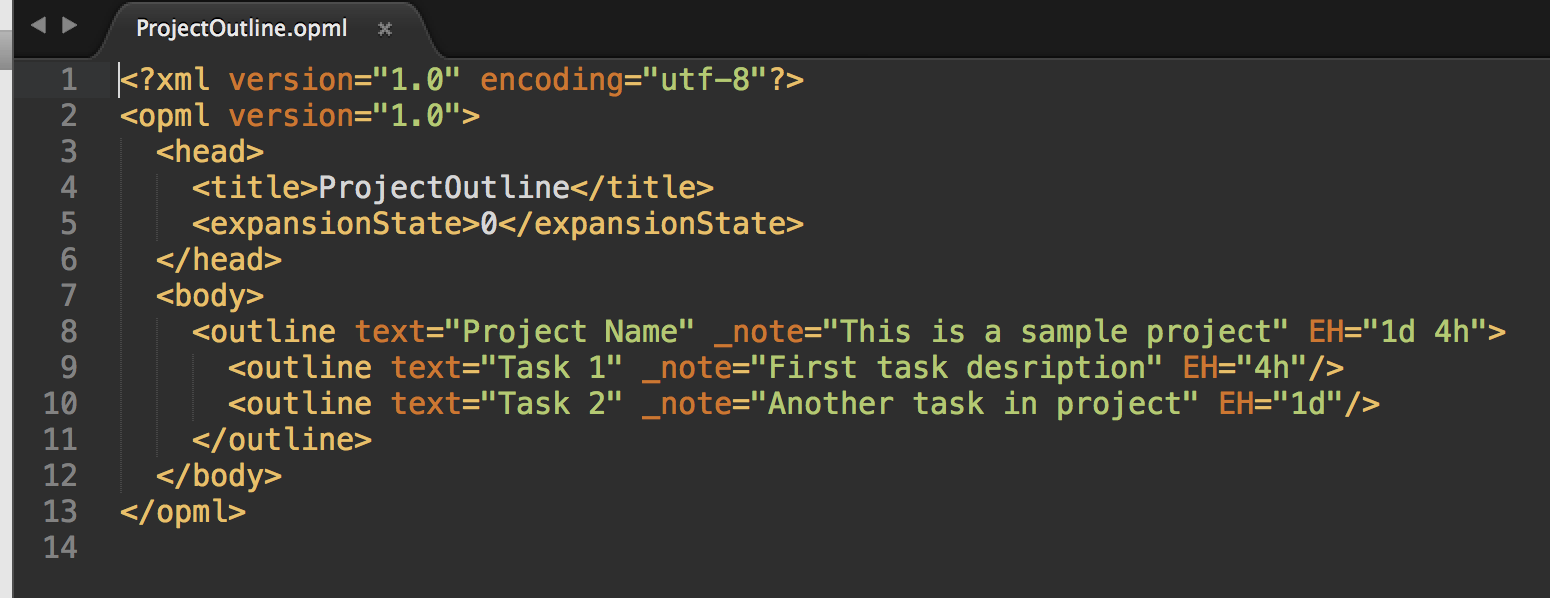 ProjectOutline.opml
1 <?xml version="1.0" encoding="utf-8"?>
2 <opml version="1.0">
3 <head>
4 <title>ProjectOutline</title>
5 <expansionState>0</expansionState>
6 </head>
7 <body>
8 <outline text="Project Name" _note="This is a sample project" EH="1d 4h">
9 <outline text="Task 1" _note="First task desription" EH="4h"/>
10 <outline text="Task 2" _note="Another task in project" EH="1d"/>
11 </outline>
12 </body>
13 </opml>
14